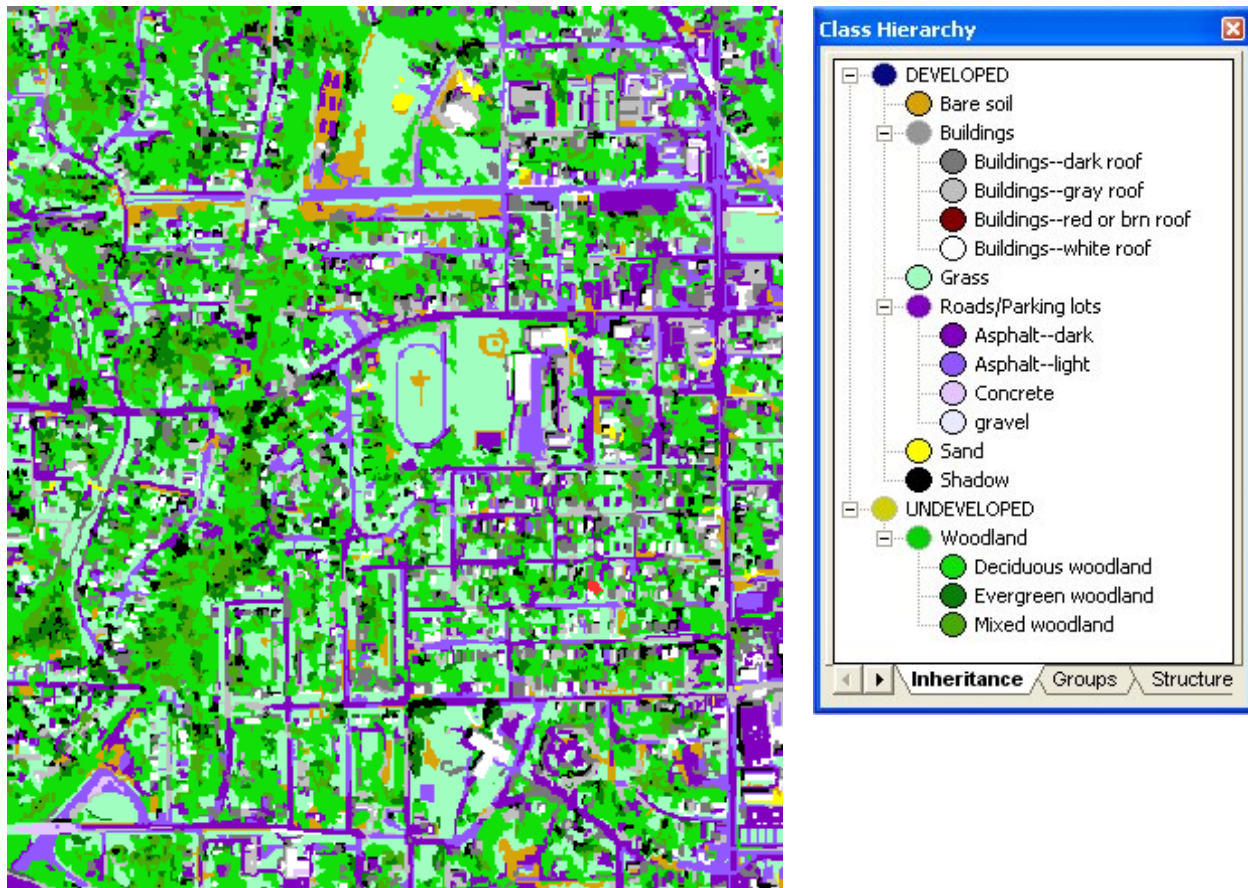 Class Hierarchy
DEVELOPED
Bare soil
Buildings
Buildings--dark roof
Buildings--gray roof
Buildings--red or brn roof
Buildings--white roof
Grass
Roads/Parking lots
Asphalt--dark
Asphalt--light
Concrete
gravel
Sand
Shadow
UNDEVELOPED
Woodland
Deciduous woodland
Evergreen woodland
Mixed woodland
Inheritance Groups Structure